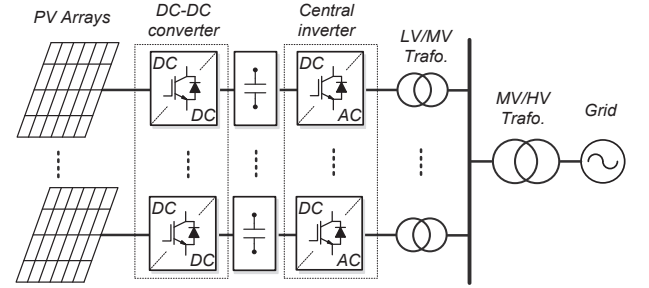 PV Arrays
DC-DC
converter
Central
inverter
LV/MV
Trafo.
MV/HV
Trafo.
Grid
DC
DC
DC
AC
DC
DC
DC
AC